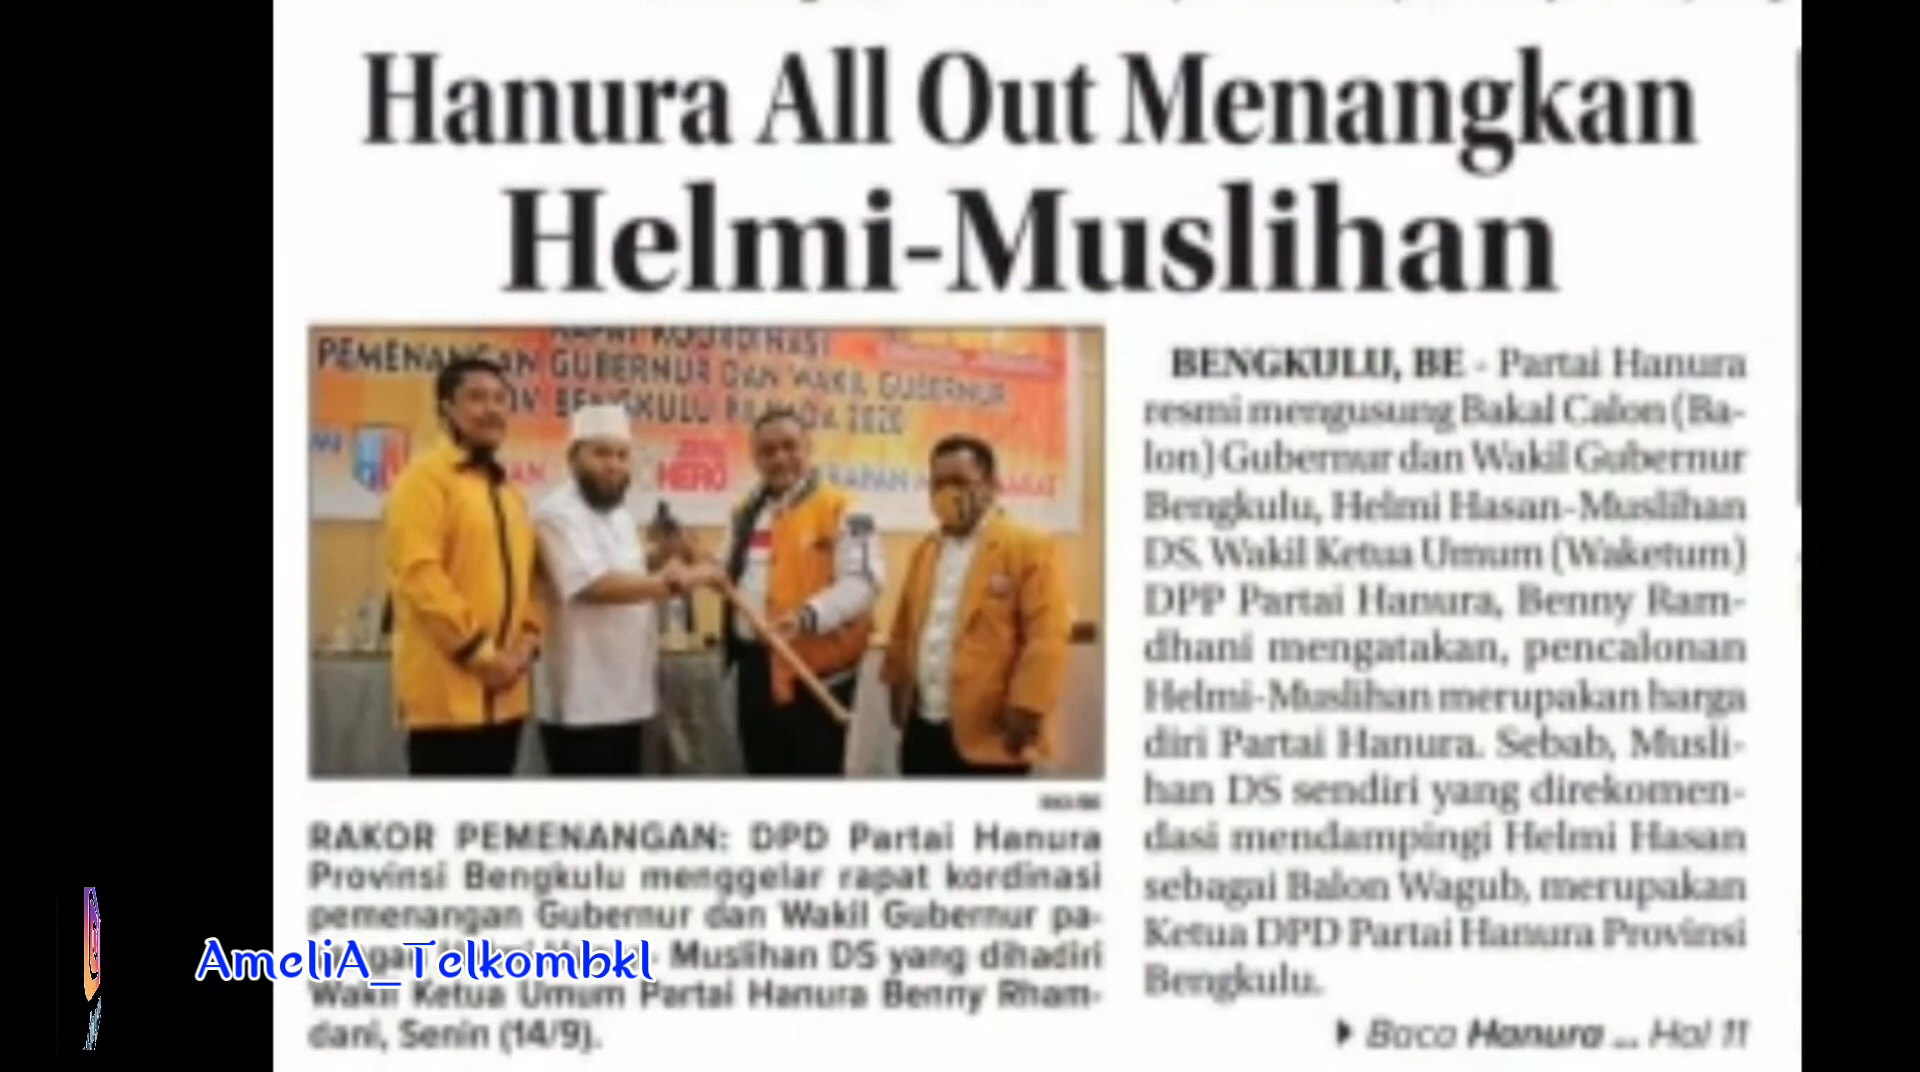 Hanura All Out Menangkan
Helmi-Muslihan
RAPAT KOORDINASI
PEMENANGAN GUBERNUR DAN WAKIL GUBERNUR
BENGKULU 2020
HERO
BENGKULU, BE - Partai Hanura
resmi mengusung Bakal Calon (Ba-
lon) Gubernur dan Wakil Gubernur
Bengkulu, Helmi Hasan-Muslihan
DS. Wakil Ketua Umum (Waketum)
DPP Partai Hanura, Benny Ram-
dhani mengatakan, pencalonan
Helmi-Muslihan merupakan harga
diri Partai Hanura. Sebab, Musli-
han DS sendiri yang direkomen-
dasi mendampingi Helmi Hasan
sebagai Balon Wagub, merupakan
Ketua DPD Partai Hanura Provinsi
Bengkulu.
Baca Hanura ... Hal 11
RAKOR PEMENANGAN: DPD Partai Hanura
Provinsi Bengkulu menggelar rapat kordinasi
pemenangan Gubernur dan Wakil Gubernur pa-
- Muslihan DS yang dihadiri
Wakil Ketua Umum Partai Hanura Benny Rham-
dani, Senin (14/9).
AmeliA_Telkombkl